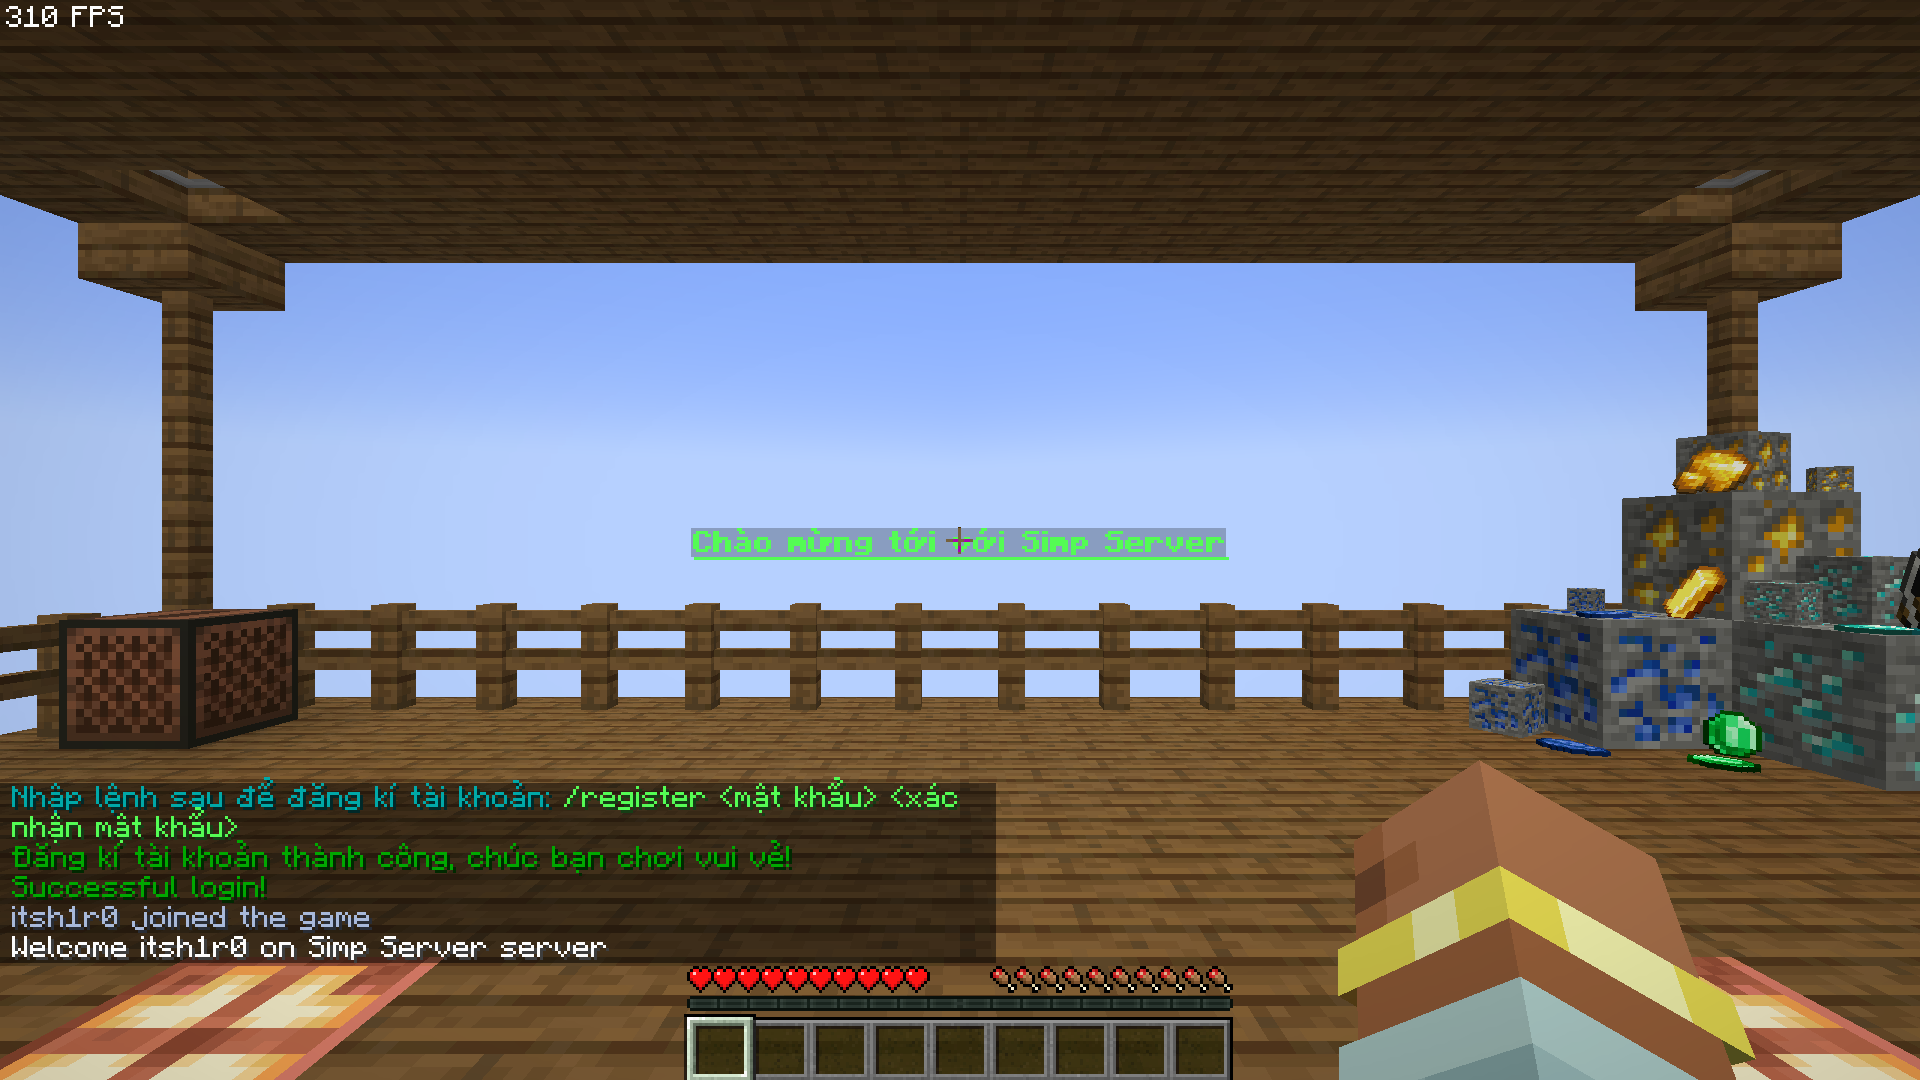 310 FPS
Chào mừng tới với Simp Server
Nhập lệnh sau để đăng kí tài khoản: /register <mật khẩu> <xác
nhận mật khẩu>
Đăng kí tài khoản thành công, chúc bạn chơi vui vẻ!
Successful login!
itsh1r0 joined the game
Welcome itsh1r0 on Simp Server server